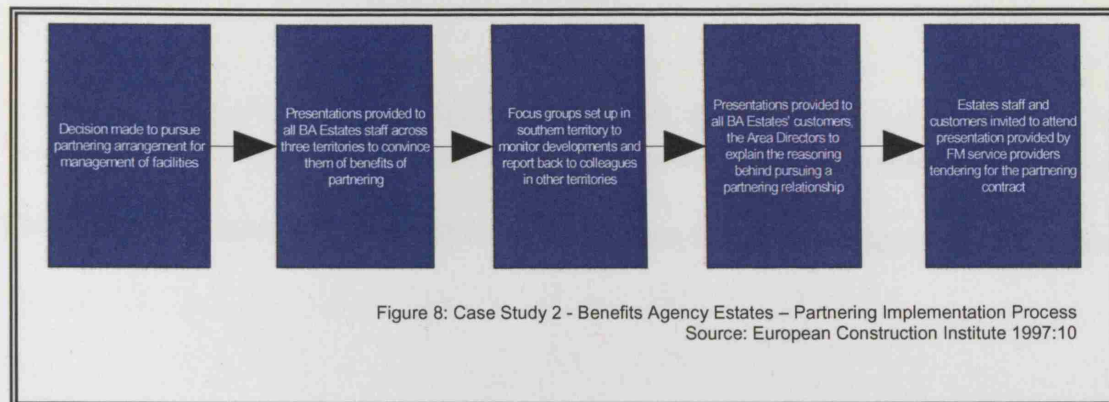 Decision made to pursue
partnering arrangement for
management of facilities
Presentations provided to
all BA Estates staff across
three territories to convince
them of benefits of
partnering
Focus groups set up in
southern territory to
monitor developments and
report back to colleagues
in other territories
Presentations provided to
all BA Estates' customers,
the Area Directors to
explain the reasoning
behind pursuing a
partnering relationship
Estates staff and
customers invited to attend
presentation provided by
FM service providers
tendering for the partnering
contract
Figure 8: Case Study 2 - Benefits Agency Estates – Partnering Implementation Process
Source: European Construction Institute 1997:10